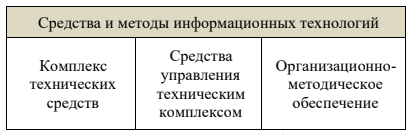 Средства и методы информационных технологий
Комплекс
технических
средств
Средства
управления
техническим
комплексом
Организационно-
методическое
обеспечение